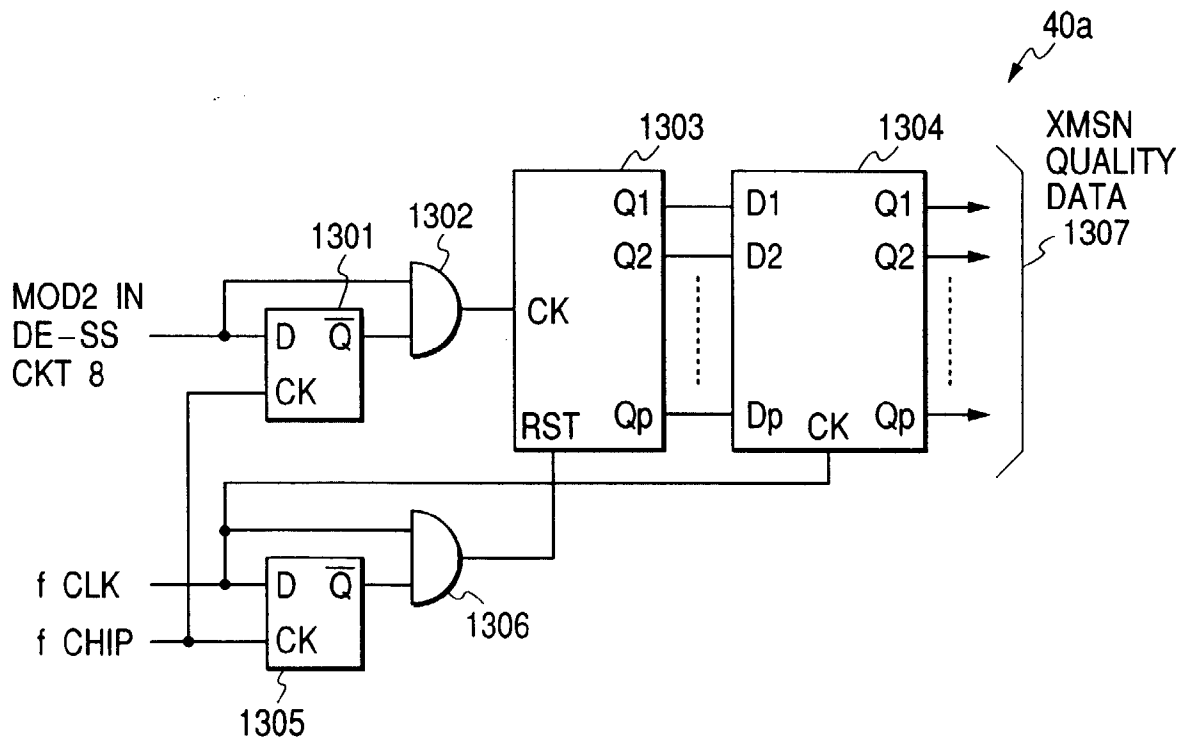 40a
XMSN
QUALITY
DATA
1307
1303
1304
Q1
D1
Q1
Q2
D2
Q2
1302
1301
MOD2 IN
DE-SS
CKT 8
D
Q̅
CK
CK
RST
Qp
Dp
CK
Qp
f CLK
D
Q̅
1306
f CHIP
CK
1305